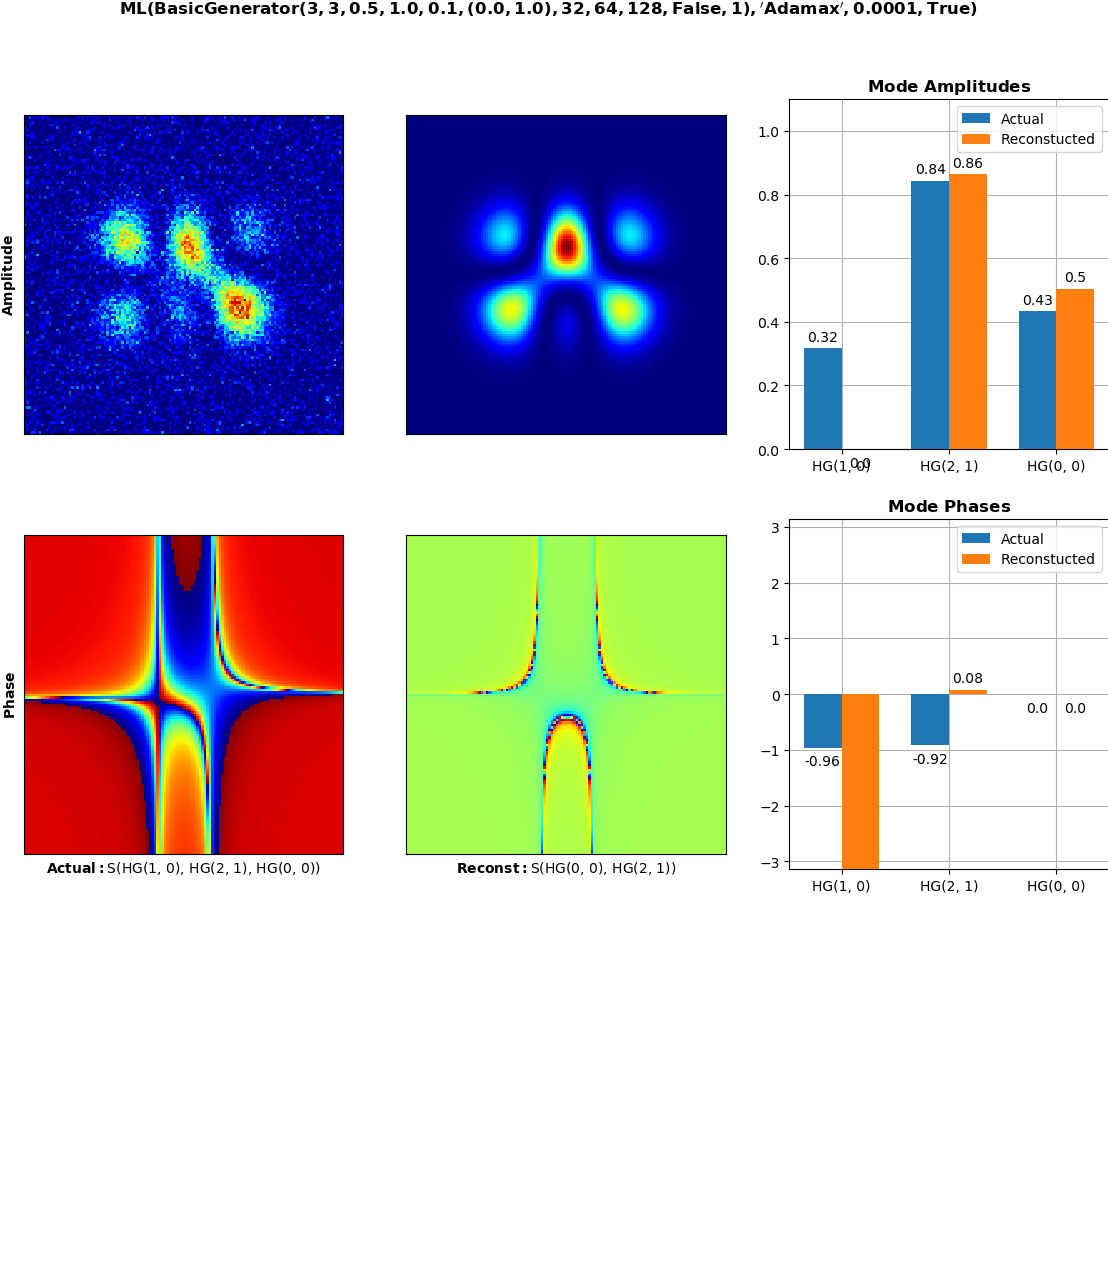 ML(BasicGenerator(3, 3, 0.5, 1.0, 0.1, (0.0, 1.0), 32, 64, 128, False, 1), ′Adamax′, 0.0001, True)
Amplitude
Mode Amplitudes
Actual
Reconstucted
1.0
0.8
0.6
0.4
0.2
0.0
0.32
0.0
0.84
0.86
0.43
0.5
HG(1, 0)
HG(2, 1)
HG(0, 0)
Phase
Actual: S(HG(1, 0), HG(2, 1), HG(0, 0))
Reconst: S(HG(0, 0), HG(2, 1))
Mode Phases
Actual
Reconstucted
3
2
1
0
−1
−2
−3
-0.96
-0.92
0.08
0.0
0.0
HG(1, 0)
HG(2, 1)
HG(0, 0)